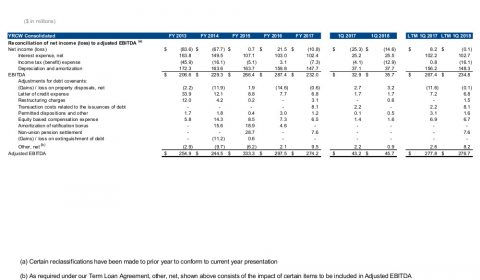 ($ in millions)
YRCW Consolidated FY 2013 FY 2014 FY 2015 FY 2016 FY 2017 1Q 2017 1Q 2018 LTM 1Q 2017 LTM 1Q 2018
Reconciliation of net income (loss) to adjusted EBITDA (a)
Net income (loss) $ (83.6) $ (67.7) $ 0.7 $ 21.5 $ (10.8) $ (25.3) $ (14.6) $ 8.2 $ (0.1)
Interest expense, net 163.8 149.5 107.1 103.0 102.4 25.2 25.5 102.2 102.7
Income tax (benefit) expense (45.9) (16.1) (5.1) 3.1 (7.3) (4.1) (12.9) 0.8 (16.1)
Depreciation and amortization 172.3 163.6 163.7 159.8 147.7 37.1 37.7 156.2 148.3
EBITDA $ 206.6 $ 229.3 $ 266.4 $ 287.4 $ 232.0 $ 32.9 $ 35.7 $ 267.4 $ 234.8
Adjustments for debt covenants:
(Gains) / loss on property disposals, net (2.2) (11.9) 1.9 (14.6) (0.6) 2.7 3.2 (11.6) (0.1)
Letter of credit expense 33.9 12.1 8.8 7.7 6.8 1.7 1.7 7.2 6.8
Restructuring charges 12.0 4.2 0.2 - 3.1 - 0.8 - 1.5
Transaction costs related to the issuances of debt - - - - 8.1 2.2 - 2.2 8.1
Permitted dispositions and other 1.7 1.8 0.4 3.0 1.2 0.1 0.5 3.1 1.6
Equity based compensation expense 5.8 14.3 8.5 7.3 6.5 1.4 1.6 6.9 6.7
Amortization of ratification bonus - 15.6 18.9 4.6 - - - - -
Non-union pension settlement - - 28.7 - 7.6 - - - 7.6
(Gains) / loss on extinguishment of debt - (11.2) 0.6 - - - - - -
Other, net (b) (2.9) (9.7) (6.2) 2.1 9.5 2.2 0.9 2.6 8.2
Adjusted EBITDA $ 254.9 $ 244.5 $ 333.3 $ 297.5 $ 274.2 $ 43.2 $ 45.7 $ 277.8 $ 276.7
(a) Certain reclassifications have been made to prior year to conform to current year presentation
(b) As required under our Term Loan Agreement, other, net, shown above consists of the impact of certain items to be included in Adjusted EBITDA